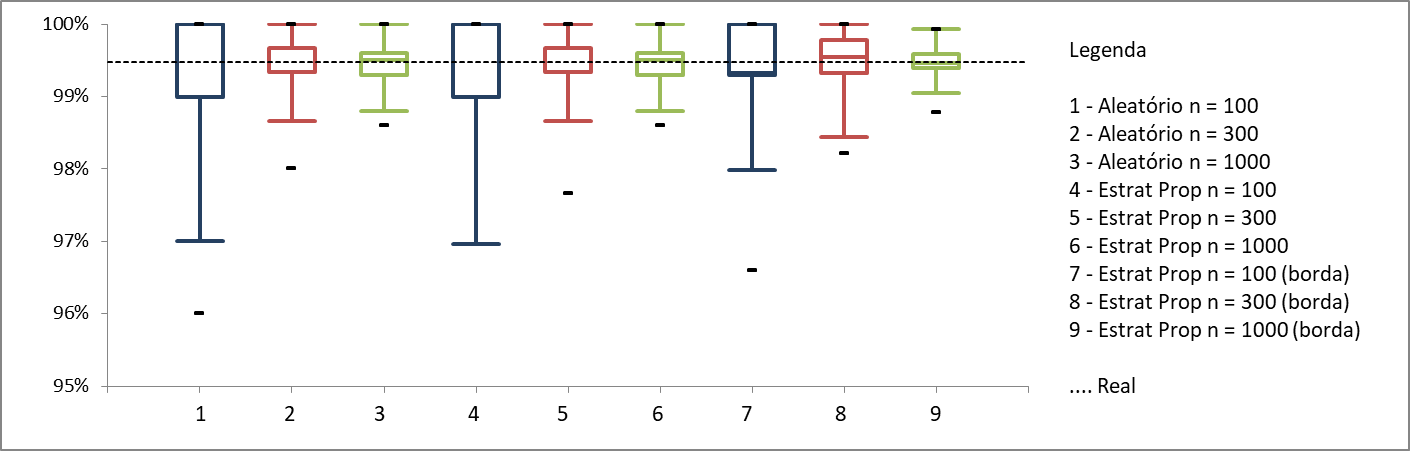 100%
99%
98%
97%
96%
95%
1 2 3 4 5 6 7 8 9
Legenda
1 - Aleatório n = 100
2 - Aleatório n = 300
3 - Aleatório n = 1000
4 - Estrat Prop n = 100
5 - Estrat Prop n = 300
6 - Estrat Prop n = 1000
7 - Estrat Prop n = 100 (borda)
8 - Estrat Prop n = 300 (borda)
9 - Estrat Prop n = 1000 (borda)
.... Real